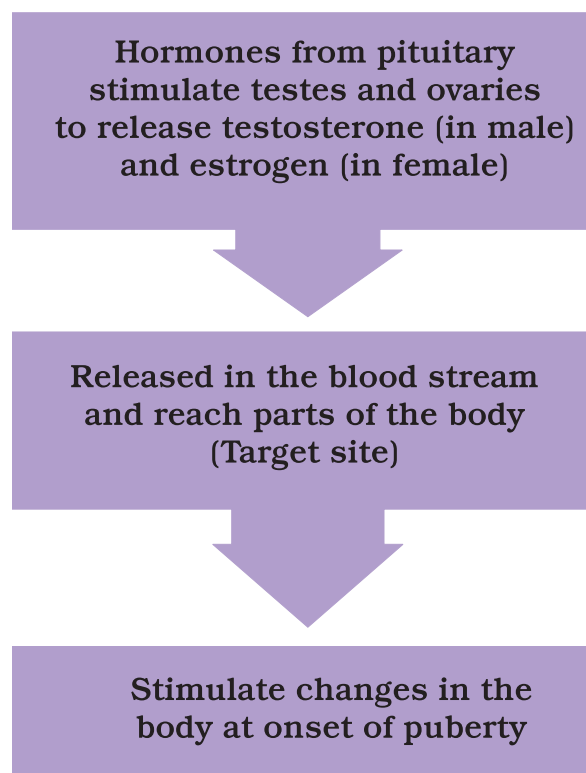 Hormones from pituitary
stimulate testes and ovaries
to release testosterone (in male)
and estrogen (in female)
Released in the blood stream
and reach parts of the body
(Target site)
Stimulate changes in the
body at onset of puberty